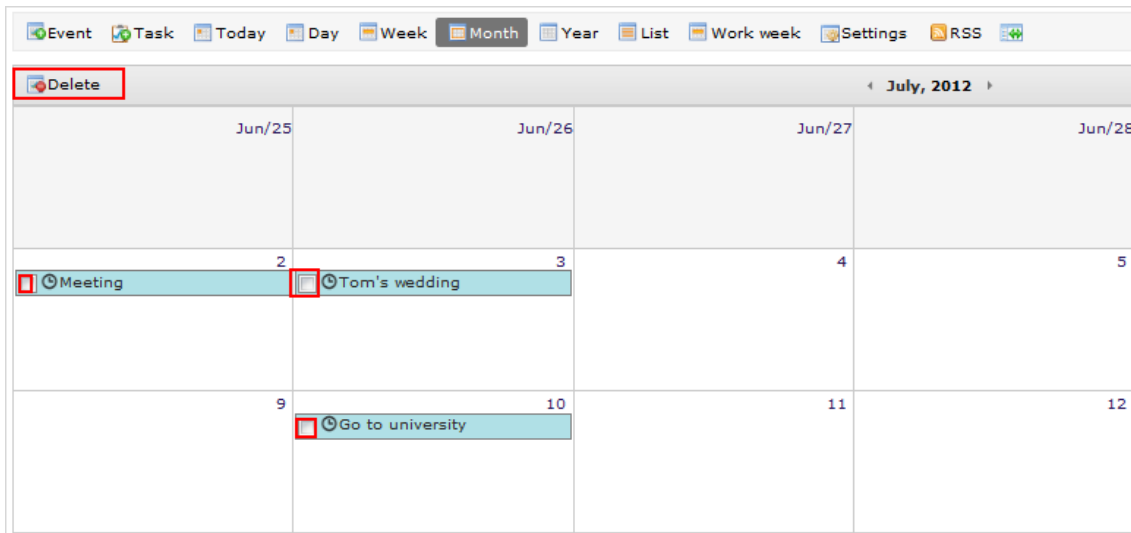 Event Task Today Day Week Month Year List Work week Settings RSS
Delete July, 2012
Jun/25 Jun/26 Jun/27 Jun/28
2 3 4 5
Meeting Tom's wedding
9 10 11 12
Go to university